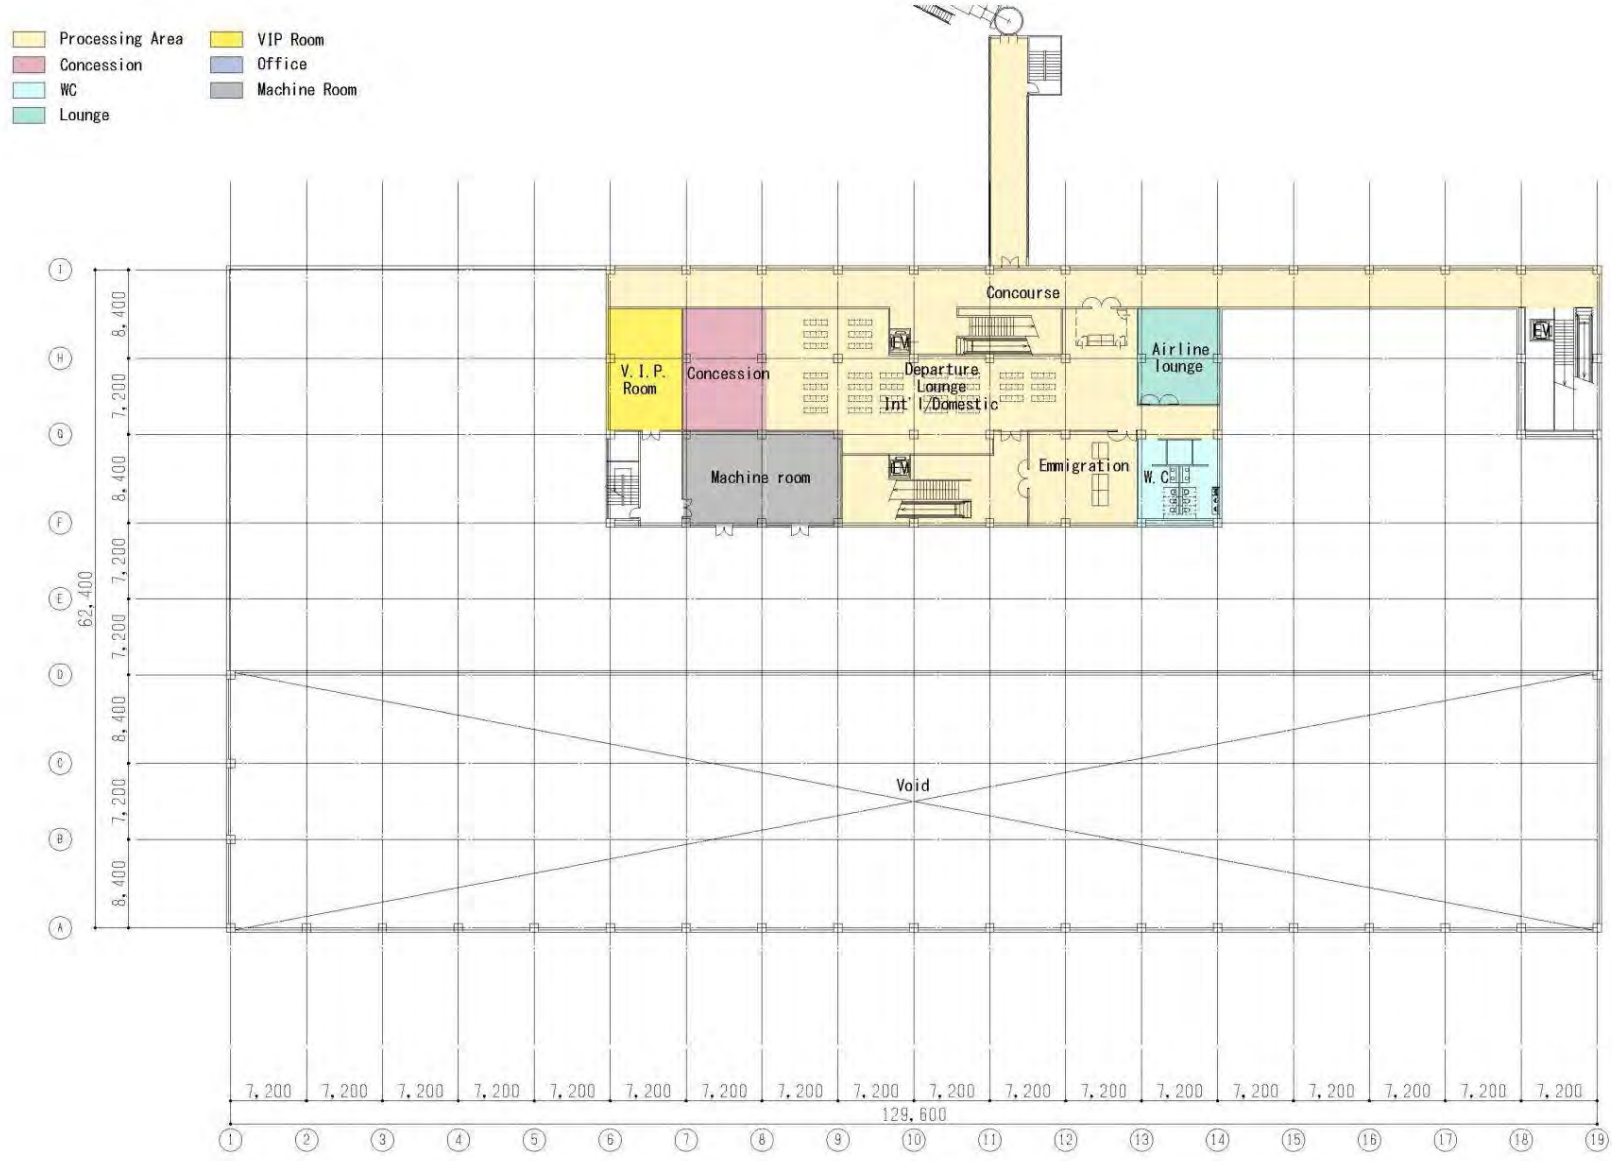 Processing Area
VIP Room
Concession
Office
WC
Machine Room
Lounge
I
Concourse
8,400
EV
EV
H
Airline
lounge
V.I.P.
Room
Concession
Departure
Lounge
Int'l/Domestic
7,200
G
Emmigration
EV
Machine room
W.C
8,400
F
7,200
E
62,400
7,200
D
8,400
C
Void
7,200
B
8,400
A
7,200 7,200 7,200 7,200 7,200 7,200 7,200 7,200 7,200 7,200 7,200 7,200 7,200 7,200 7,200 7,200 7,200 7,200
129,600
1 2 3 4 5 6 7 8 9 10 11 12 13 14 15 16 17 18 19